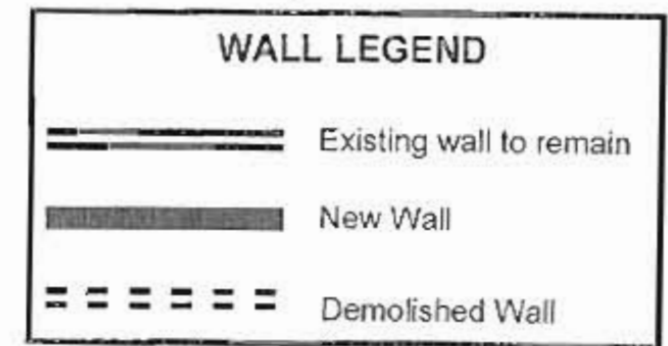 WALL LEGEND
Existing wall to remain
New Wall
Demolished Wall